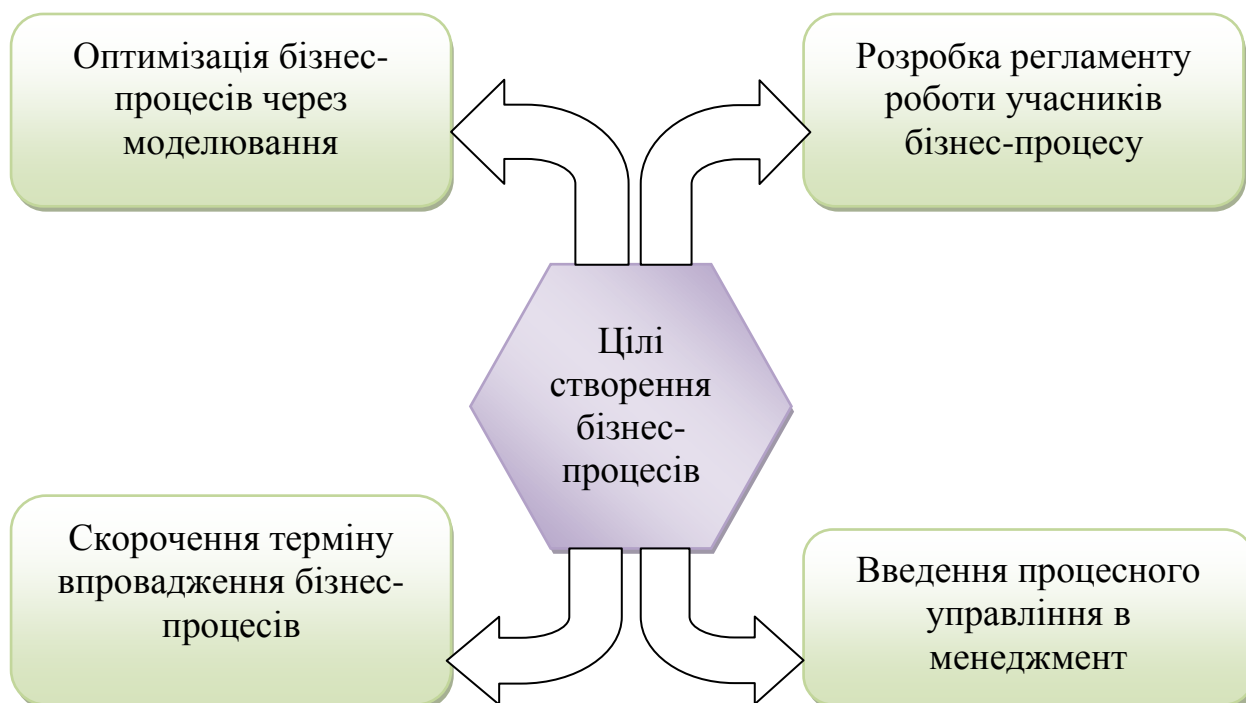 Оптимізація бізнес-
процесів через
моделювання
Розробка регламенту
роботи учасників
бізнес-процесу
Цілі
створення
бізнес-
процесів
Скорочення терміну
впровадження бізнес-
процесів
Введення процесного
управління в
менеджмент